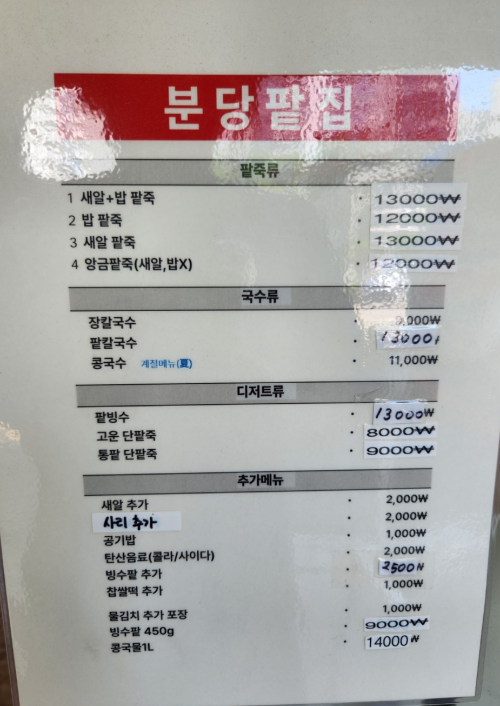 분당팥집
팥죽류
1 새알+밥 팥죽 · 13000₩
2 밥 팥죽 · 12000₩
3 새알 팥죽 · 13000₩
4 앙금팥죽(새알,밥X) · 12000₩
국수류
장칼국수 · 9,000₩
팥칼국수 · 13000₩
콩국수 계절메뉴(夏) · 11,000₩
디저트류
팥빙수 · 13000₩
고운 단팥죽 · 8000₩
통팥 단팥죽 · 9000₩
추가메뉴
새알 추가 · 2,000₩
사리 추가 · 2,000₩
공기밥 · 1,000₩
탄산음료(콜라/사이다) · 2,000₩
빙수팥 추가 · 2500₩
찹쌀떡 추가 · 1,000₩
물김치 추가 포장 · 1,000₩
빙수팥 450g · 9000₩
콩국물1L · 14000₩